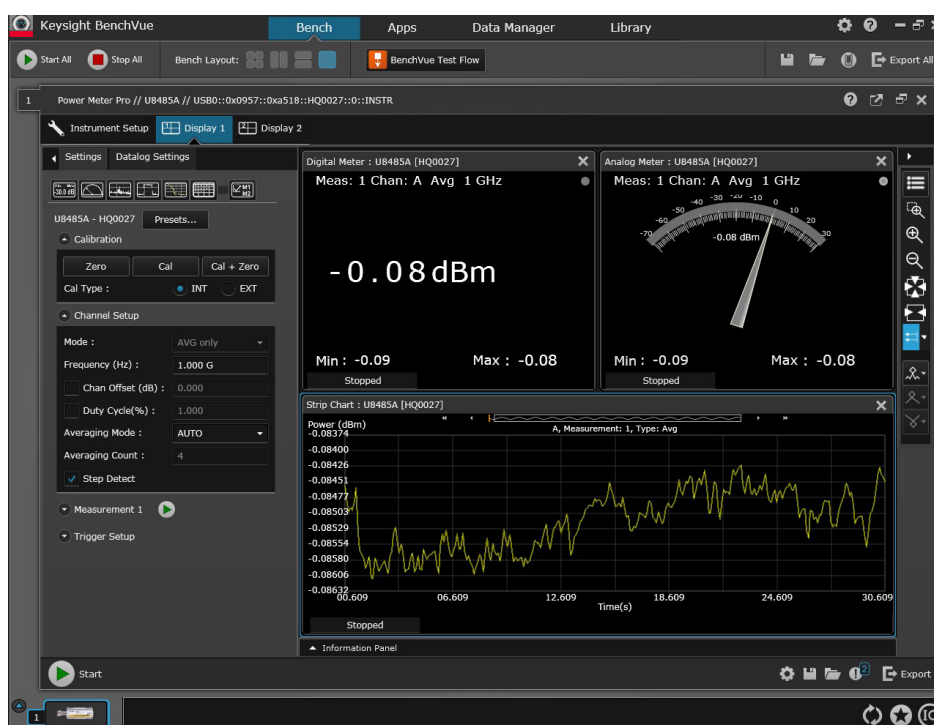 Keysight BenchVue Bench Apps Data Manager Library
Start All Stop All Bench Layout: BenchVue Test Flow Export All
1 Power Meter Pro // U8485A // USB0::0x0957::0xa518::HQ0027::0::INSTR
Instrument Setup Display 1 Display 2
Settings Datalog Settings
U8485A - HQ0027 Presets...
Calibration
Zero Cal Cal + Zero
Cal Type : INT EXT
Channel Setup
Mode : AVG only
Frequency (Hz) : 1.000 G
Chan Offset (dB) : 0.000
Duty Cycle(%) : 1.000
Averaging Mode : AUTO
Averaging Count : 4
Step Detect
Measurement 1
Trigger Setup
Digital Meter : U8485A [HQ0027]
Meas: 1 Chan: A Avg 1 GHz
-0.08dBm
Min : -0.09 Max : -0.08
Stopped
Analog Meter : U8485A [HQ0027]
Meas: 1 Chan: A Avg 1 GHz
-70 -60 -50 -40 -30 -20 -10 0 10 20 30
-0.08 dBm
Min : -0.09 Max : -0.08
Stopped
Strip Chart : U8485A [HQ0027]
Power (dBm)
A, Measurement: 1, Type: Avg
-0.08374
-0.08400
-0.08426
-0.08451
-0.08477
-0.08503
-0.08529
-0.08554
-0.08580
-0.08606
-0.08632
00.609 06.609 12.609 18.609 24.609 30.609
Time(s)
Stopped
Information Panel
Start 2 Export
1